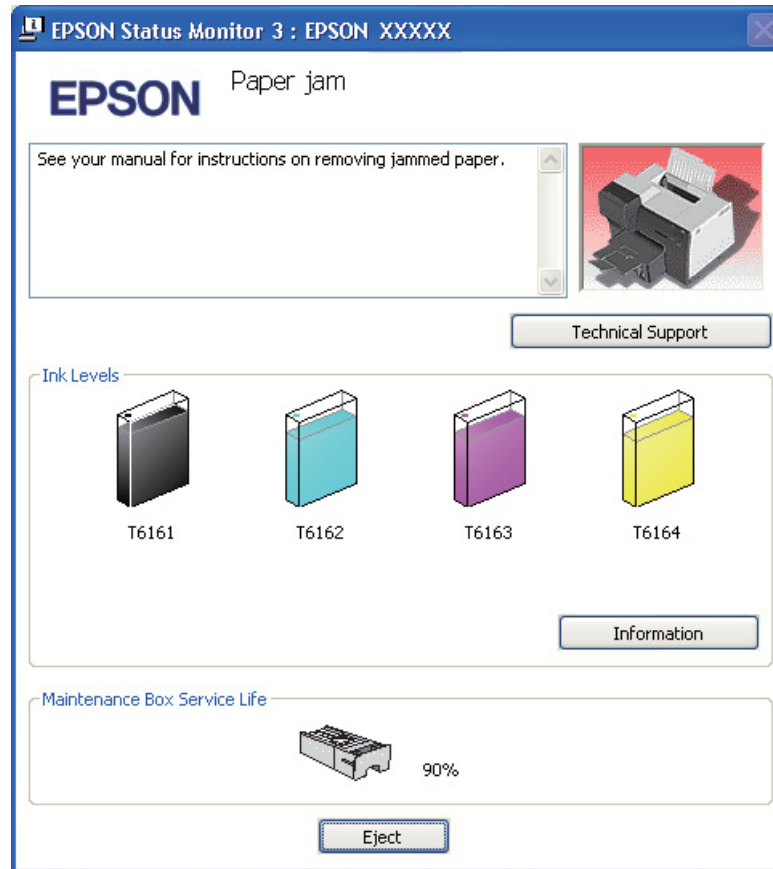 EPSON Status Monitor 3 : EPSON XXXXX
EPSON
Paper jam
See your manual for instructions on removing jammed paper.
Technical Support
Ink Levels
T6161
T6162
T6163
T6164
Information
Maintenance Box Service Life
90%
Eject